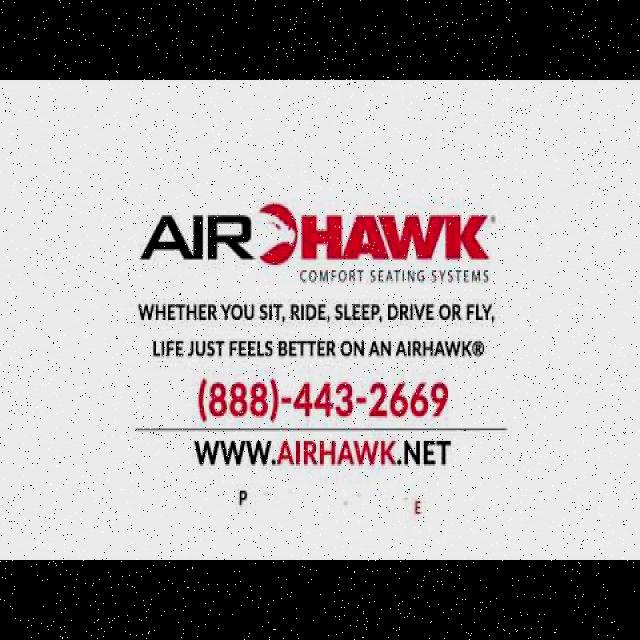 AIRHAWK®
COMFORT SEATING SYSTEMS
WHETHER YOU SIT, RIDE, SLEEP, DRIVE OR FLY,
LIFE JUST FEELS BETTER ON AN AIRHAWK®
(888)-443-2669
WWW.AIRHAWK.NET
P E